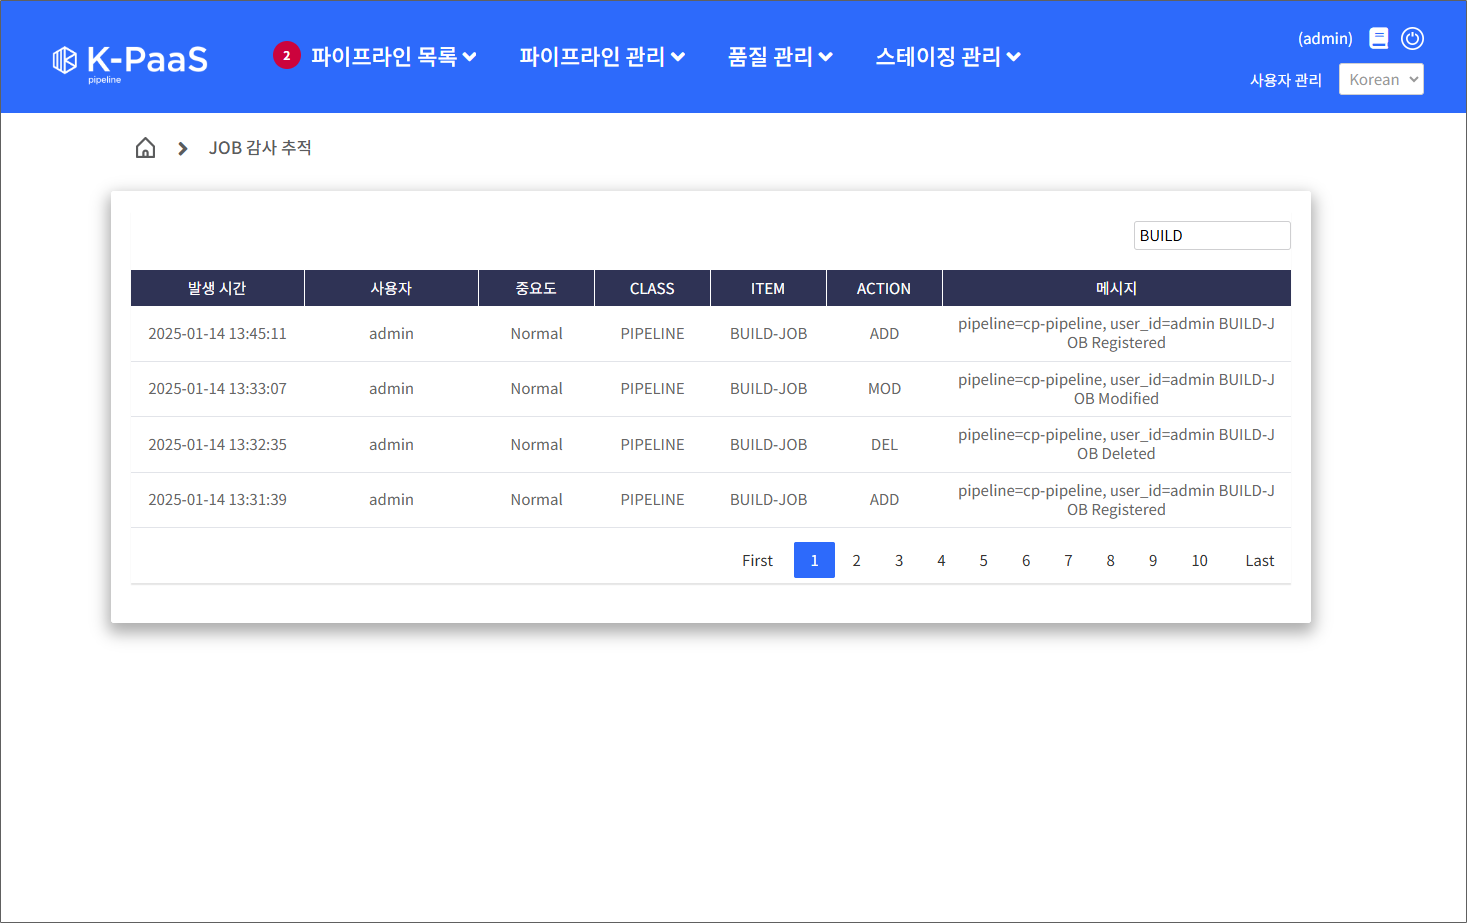 K-PaaS
pipeline
2 파이프라인 목록 파이프라인 관리 품질 관리 스테이징 관리
(admin)
사용자 관리 Korean
JOB 감사 추적
BUILD
발생 시간 사용자 중요도 CLASS ITEM ACTION 메시지
2025-01-14 13:45:11 admin Normal PIPELINE BUILD-JOB ADD pipeline=cp-pipeline, user_id=admin BUILD-J
OB Registered
2025-01-14 13:33:07 admin Normal PIPELINE BUILD-JOB MOD pipeline=cp-pipeline, user_id=admin BUILD-J
OB Modified
2025-01-14 13:32:35 admin Normal PIPELINE BUILD-JOB DEL pipeline=cp-pipeline, user_id=admin BUILD-J
OB Deleted
2025-01-14 13:31:39 admin Normal PIPELINE BUILD-JOB ADD pipeline=cp-pipeline, user_id=admin BUILD-J
OB Registered
First 1 2 3 4 5 6 7 8 9 10 Last